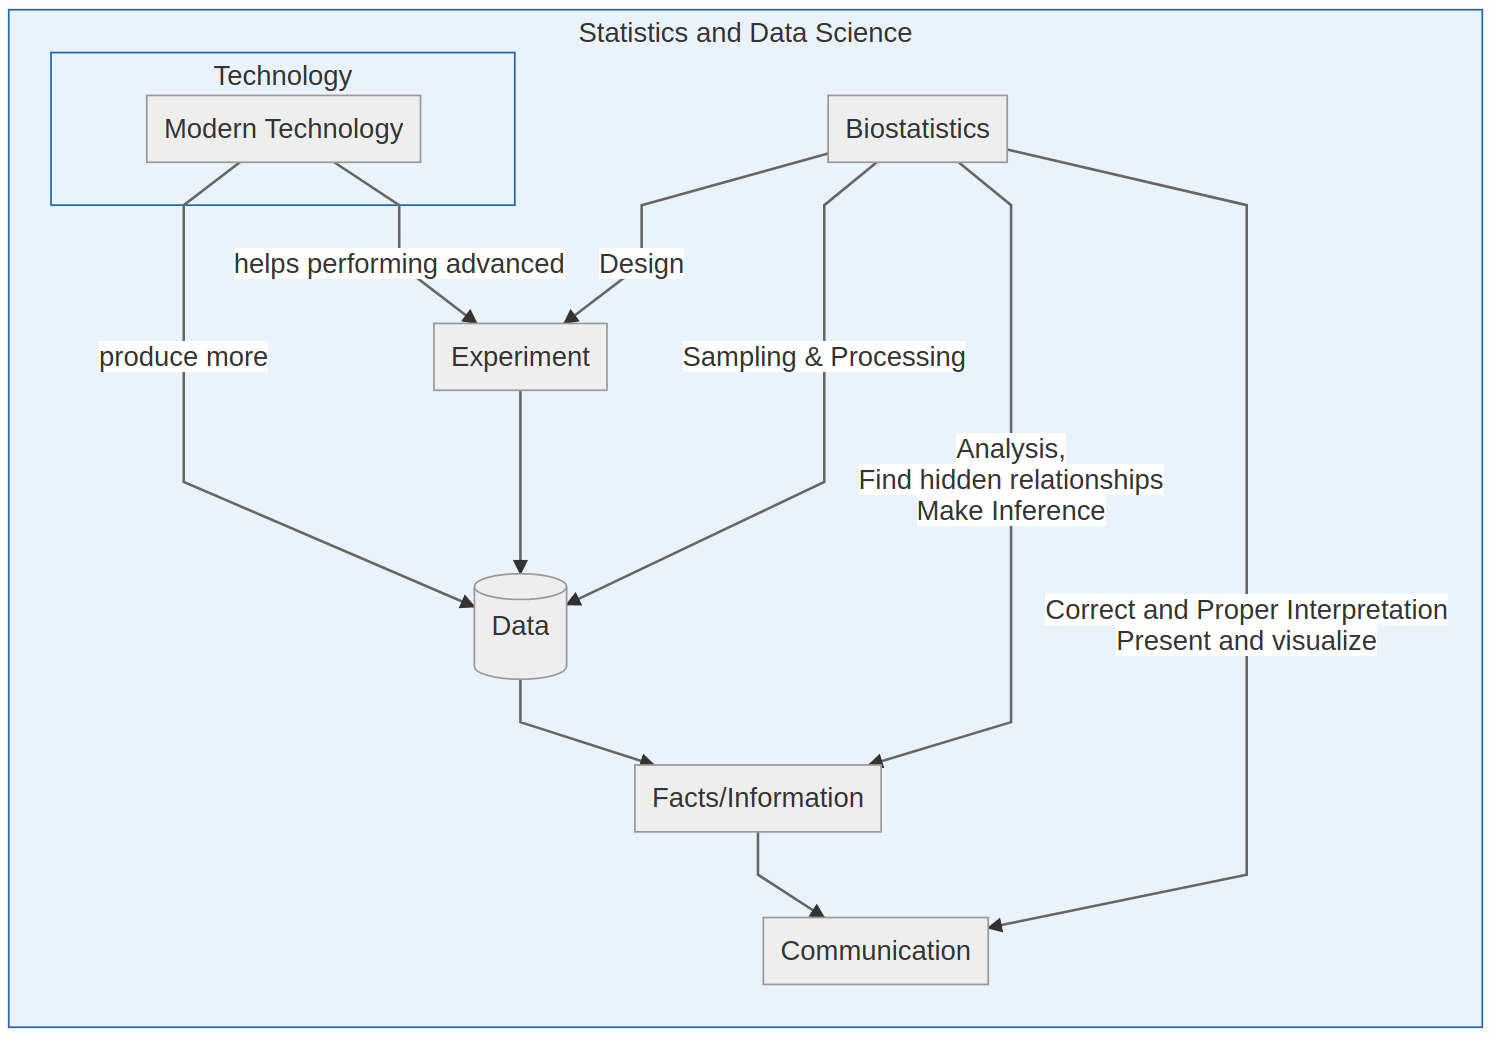 Statistics and Data Science
Technology
Modern Technology
Biostatistics
helps performing advanced
Design
produce more
Experiment
Sampling & Processing
Analysis,
Find hidden relationships
Make Inference
Data
Correct and Proper Interpretation
Present and visualize
Facts/Information
Communication